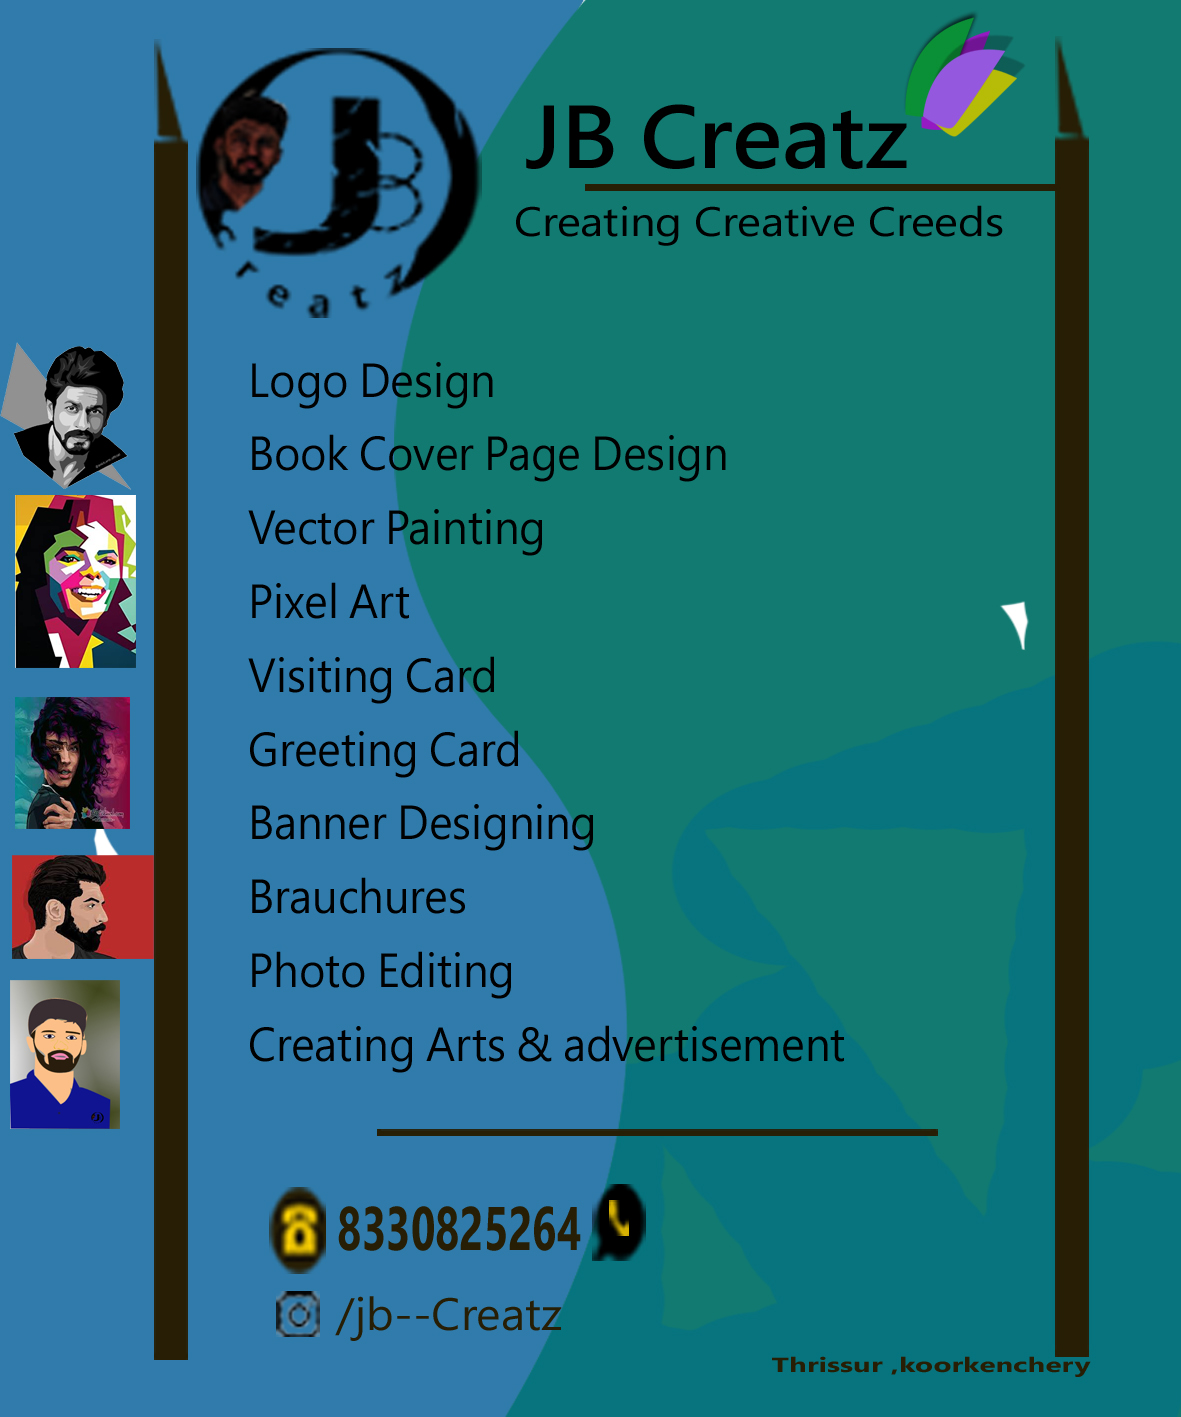 JB
Creatz
JB Creatz
Creating Creative Creeds
Logo Design
Book Cover Page Design
Vector Painting
Pixel Art
Visiting Card
Greeting Card
Banner Designing
Brauchures
Photo Editing
Creating Arts & advertisement
8330825264
/jb--Creatz
Thrissur ,koorkenchery